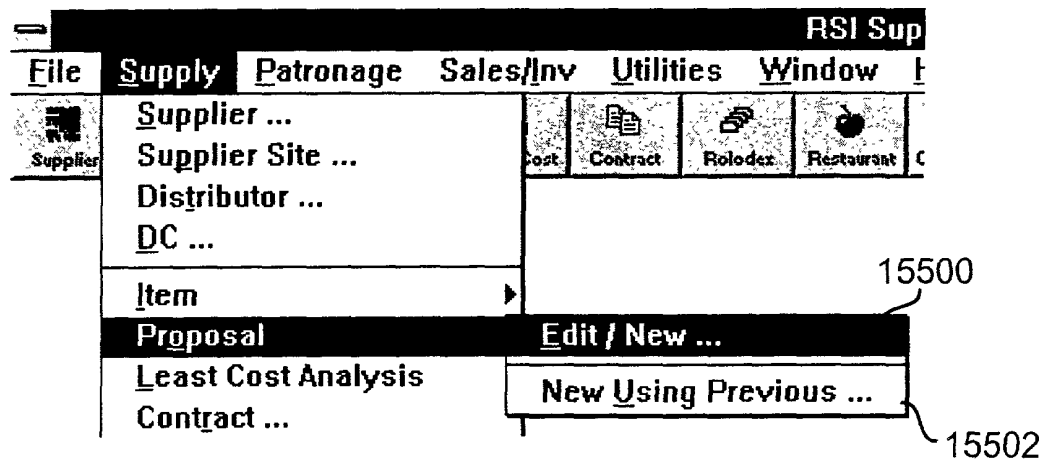 RSI Sup
File Supply Patronage Sales/Inv Utilities Window
Supplier Cost Contract Rolodex Restaurant
Supplier ...
Supplier Site ...
Distributor ...
DC ...
Item
15500
Proposal Edit / New ...
Least Cost Analysis
New Using Previous ...
Contract ...
15502